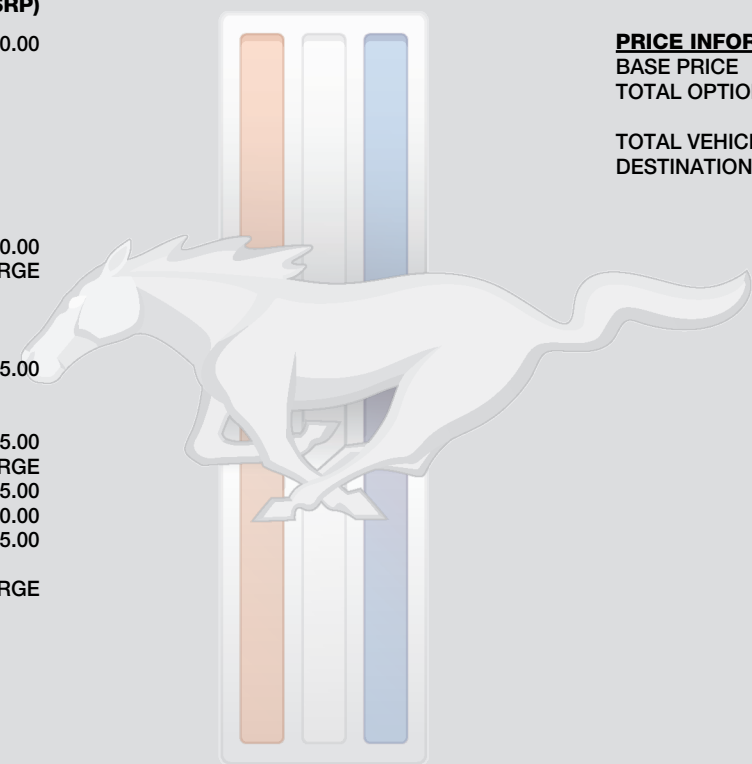 SRP)
0.00
0.00
RGE
5.00
5.00
RGE
5.00
0.00
5.00
RGE
PRICE INFOR
BASE PRICE
TOTAL OPTION
TOTAL VEHICL
DESTINATION